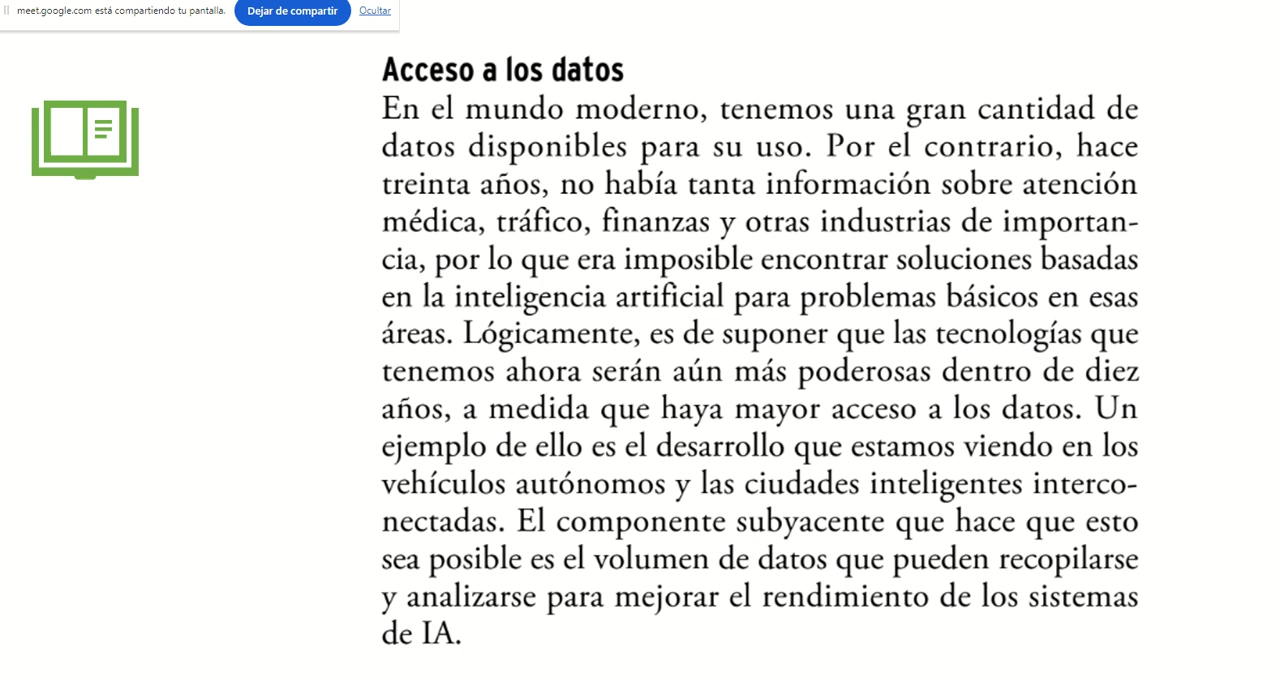 meet.google.com está compartiendo tu pantalla.
Dejar de compartir
Ocultar
Acceso a los datos
En el mundo moderno, tenemos una gran cantidad de
datos disponibles para su uso. Por el contrario, hace
treinta años, no había tanta información sobre atención
médica, tráfico, finanzas y otras industrias de importan-
cia, por lo que era imposible encontrar soluciones basadas
en la inteligencia artificial para problemas básicos en esas
áreas. Lógicamente, es de suponer que las tecnologías que
tenemos ahora serán aún más poderosas dentro de diez
años, a medida que haya mayor acceso a los datos. Un
ejemplo de ello es el desarrollo que estamos viendo en los
vehículos autónomos y las ciudades inteligentes interco-
nectadas. El componente subyacente que hace que esto
sea posible es el volumen de datos que pueden recopilarse
y analizarse para mejorar el rendimiento de los sistemas
de IA.